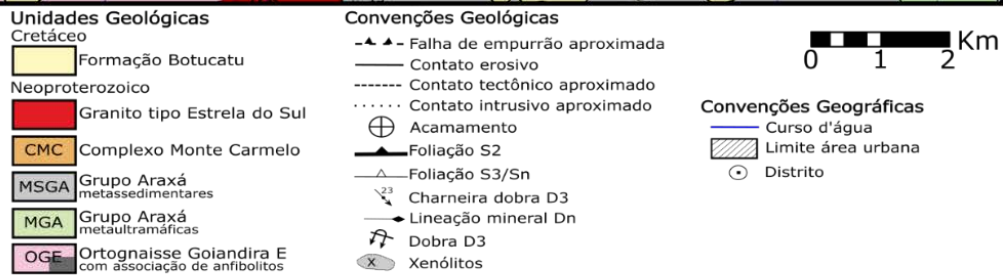 Unidades Geológicas
Cretáceo
Formação Botucatu
Neoproterozoico
Granito tipo Estrela do Sul
CMC Complexo Monte Carmelo
MSGA Grupo Araxá
metassedimentares
MGA Grupo Araxá
metaultramáficas
OGE Ortognaisse Goiandira E
com associação de anfibolitos
Convenções Geológicas
Falha de empurrão aproximada
Contato erosivo
Contato tectônico aproximado
Contato intrusivo aproximado
Acamamento
Foliação S2
Foliação S3/Sn
23 Charneira dobra D3
Lineação mineral Dn
Dobra D3
X Xenólitos
Km
0 1 2
Convenções Geográficas
Curso d'água
Limite área urbana
Distrito